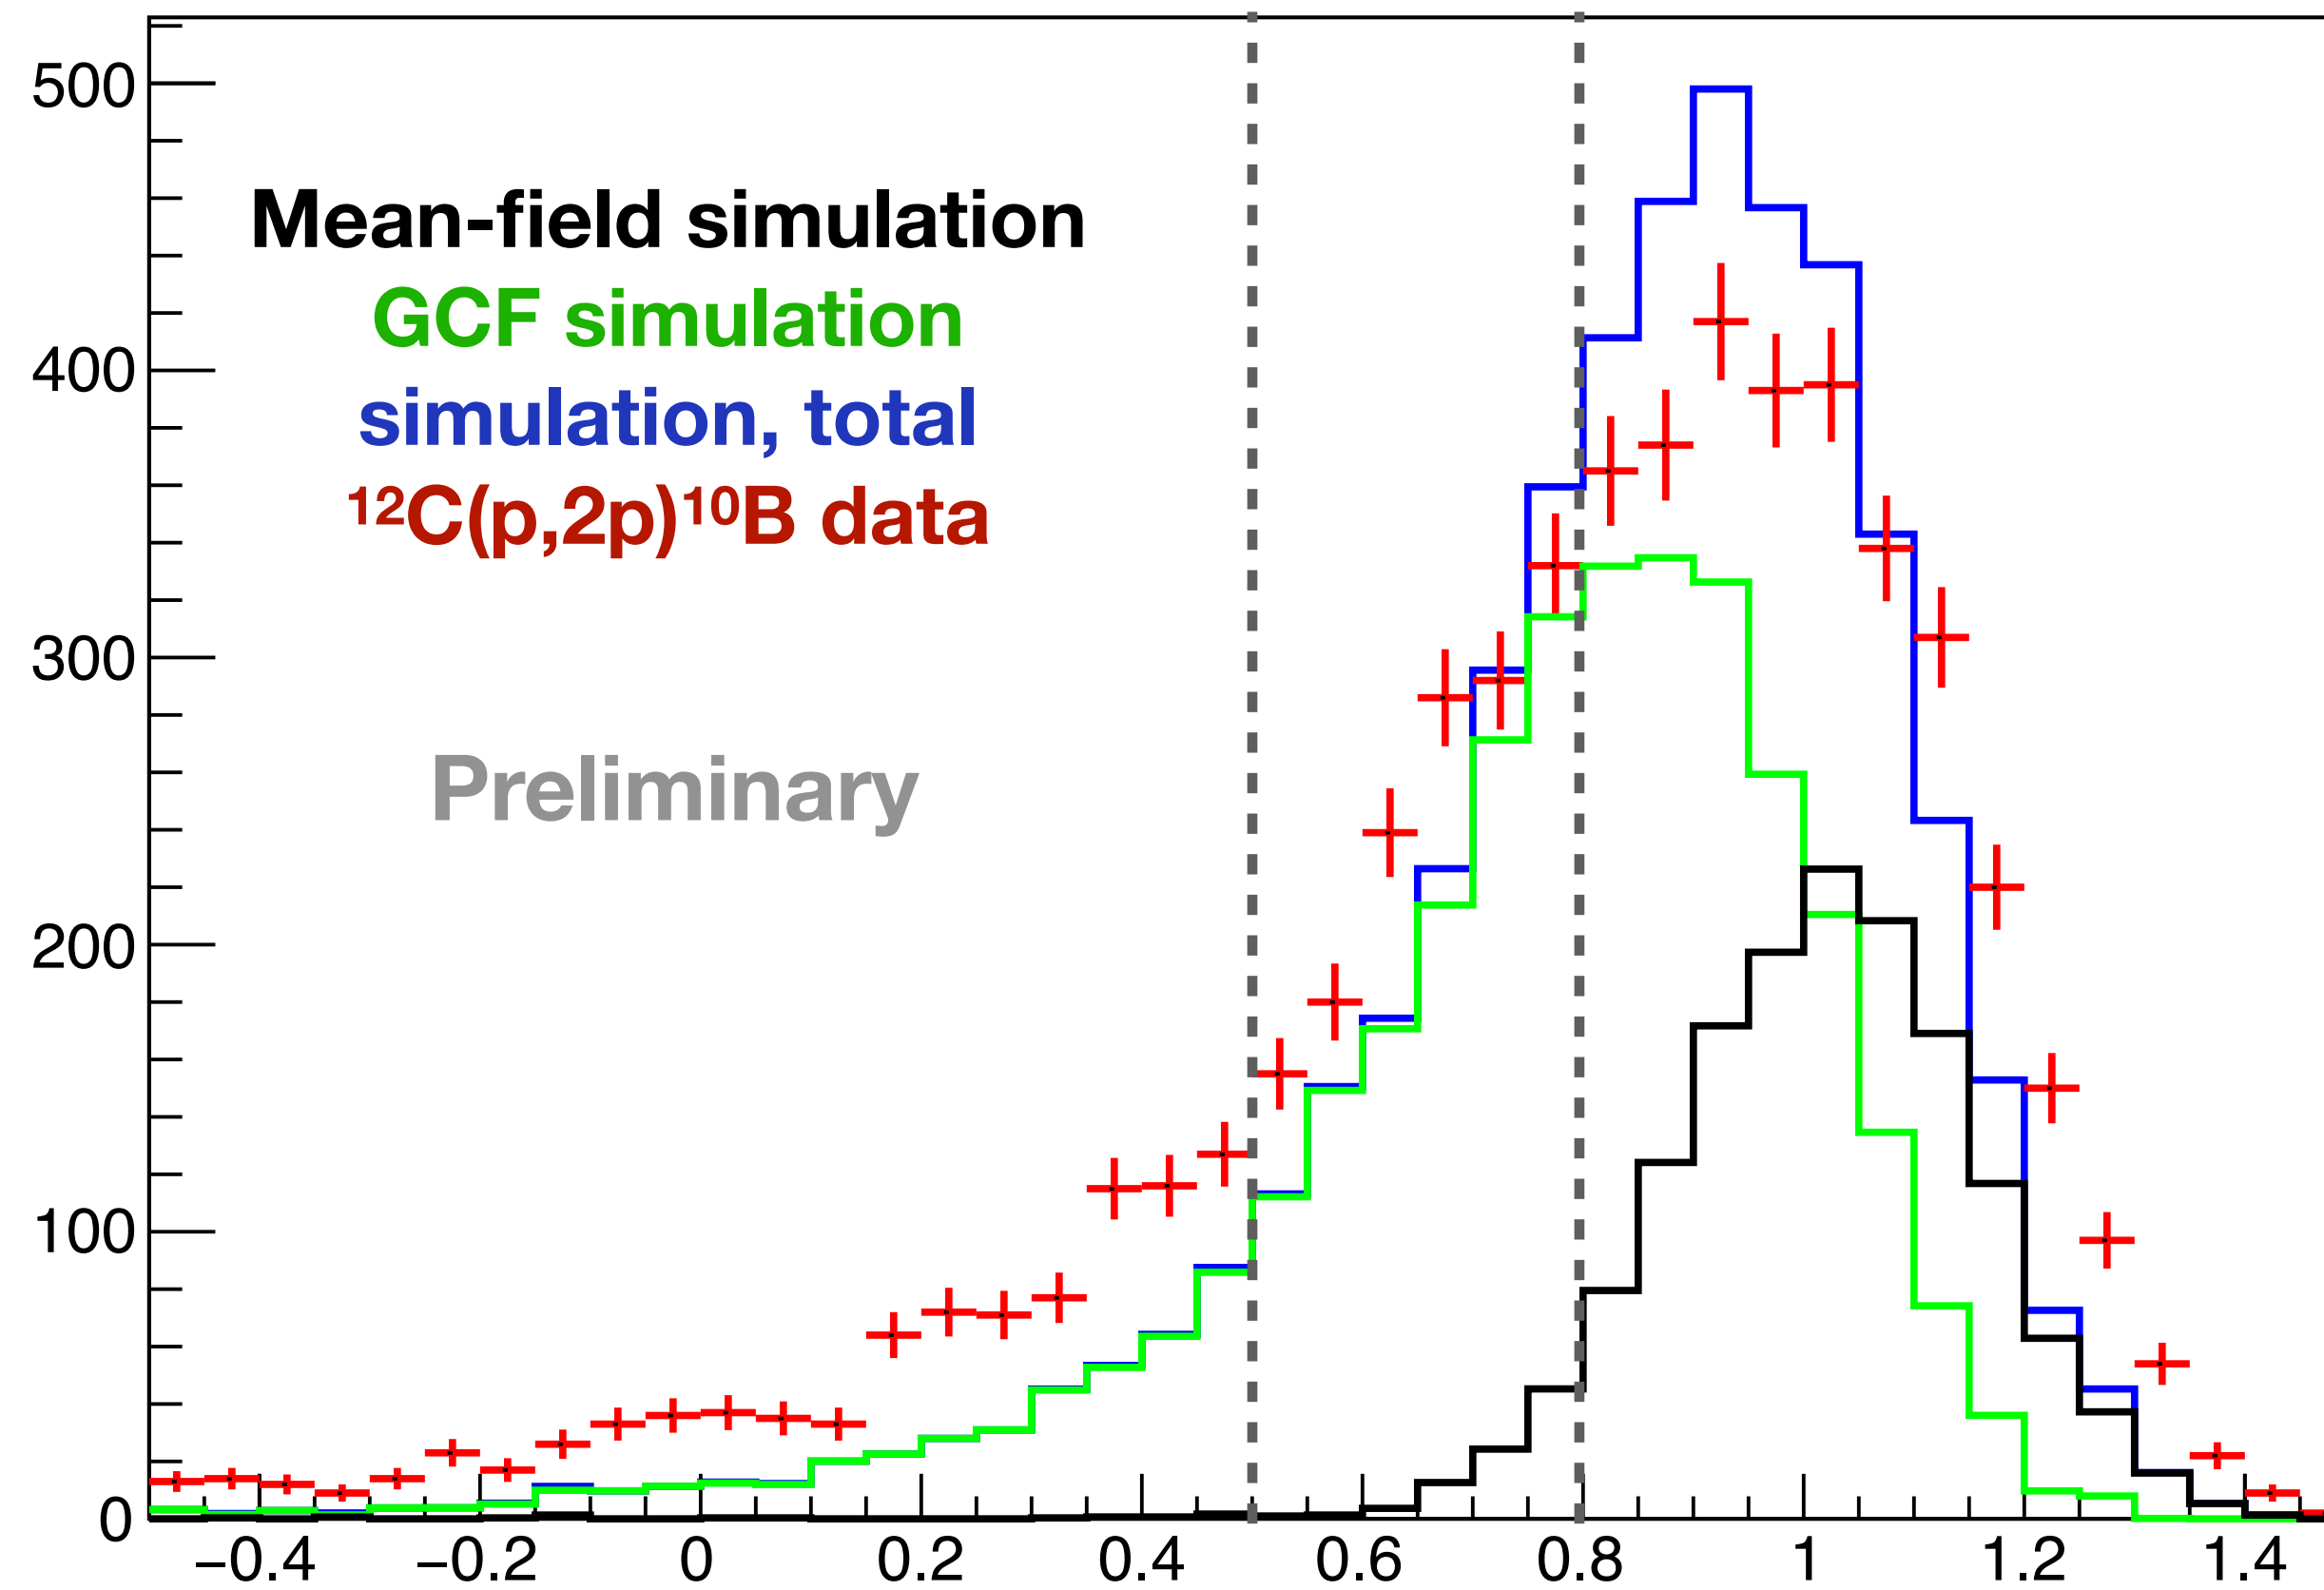 500
Mean-field simulation
GCF simulation
400
simulation, total
¹²C(p,2p)¹⁰B data
300
Preliminary
200
100
0
−0.4 −0.2 0 0.2 0.4 0.6 0.8 1 1.2 1.4